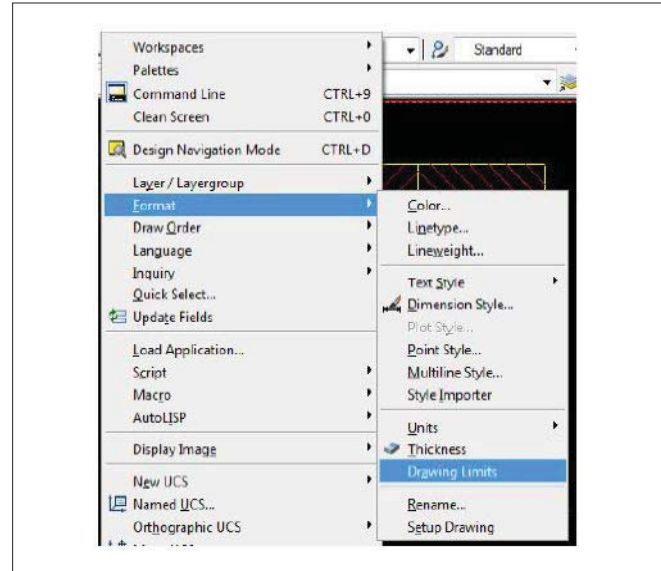 Standard
Workspaces
Palettes
Command Line CTRL+9
Clean Screen CTRL+0
Design Navigation Mode CTRL+D
Layer / Layergroup
Format
Draw Order
Language
Inquiry
Quick Select...
Update Fields
Load Application...
Script
Macro
AutoLISP
Display Image
New UCS
Named UCS...
Orthographic UCS
Color...
Linetype...
Lineweight...
Text Style
Dimension Style...
Plot Style...
Point Style...
Multiline Style...
Style Importer
Units
Thickness
Drawing Limits
Rename...
Setup Drawing